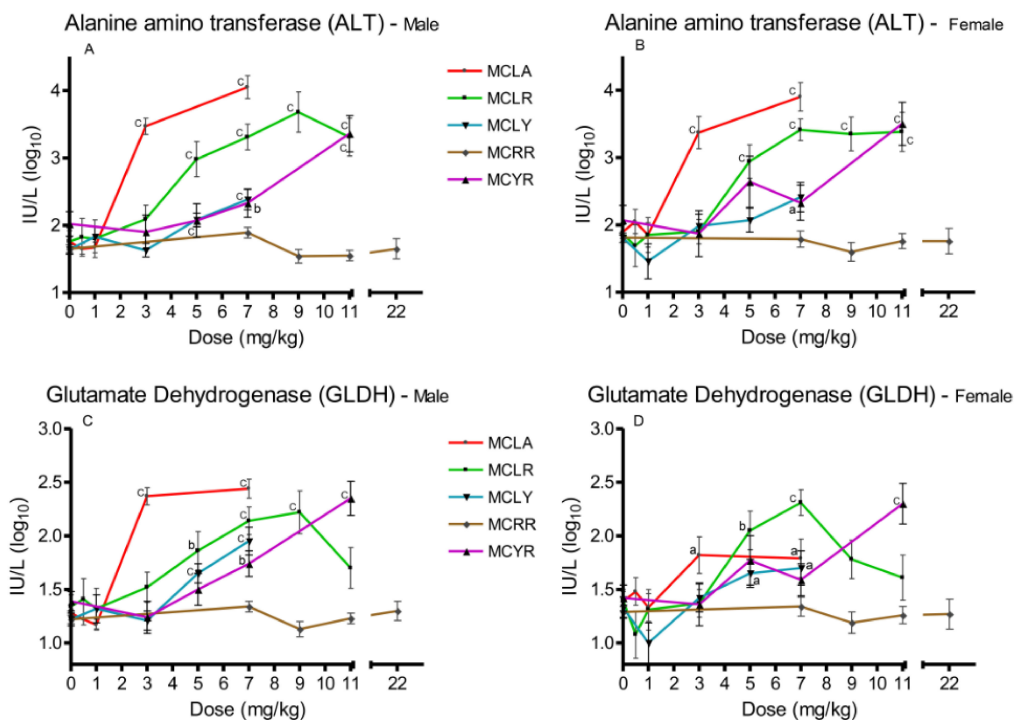 Alanine amino transferase (ALT) - Male
A
IU/L (log10)
4
3
2
1
c
c
c
c
c
c
c
c
c
b
c
0 1 2 3 4 5 6 7 8 9 10 11 22
Dose (mg/kg)
MCLA
MCLR
MCLY
MCRR
MCYR
Alanine amino transferase (ALT) - Female
B
IU/L (log10)
4
3
2
1
c
c
c
c
c
c
c
a
0 1 2 3 4 5 6 7 8 9 10 11 22
Dose (mg/kg)
Glutamate Dehydrogenase (GLDH) - Male
C
IU/L (log10)
3.0
2.5
2.0
1.5
1.0
c
c
c
c
b
c
c
b
c
0 1 2 3 4 5 6 7 8 9 10 11 22
Dose (mg/kg)
MCLA
MCLR
MCLY
MCRR
MCYR
Glutamate Dehydrogenase (GLDH) - Female
D
IU/L (log10)
3.0
2.5
2.0
1.5
1.0
c
c
b
a
a
a
a
0 1 2 3 4 5 6 7 8 9 10 11 22
Dose (mg/kg)